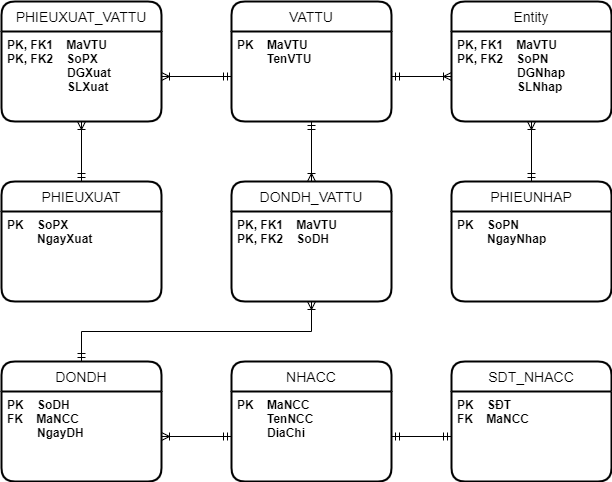 PHIEUXUAT_VATTU
PK, FK1 MaVTU
PK, FK2 SoPX
DGXuat
SLXuat
VATTU
PK MaVTU
TenVTU
Entity
PK, FK1 MaVTU
PK, FK2 SoPN
DGNhap
SLNhap
PHIEUXUAT
PK SoPX
NgayXuat
DONDH_VATTU
PK, FK1 MaVTU
PK, FK2 SoDH
PHIEUNHAP
PK SoPN
NgayNhap
DONDH
PK SoDH
FK MaNCC
NgayDH
NHACC
PK MaNCC
TenNCC
DiaChi
SDT_NHACC
PK SĐT
FK MaNCC